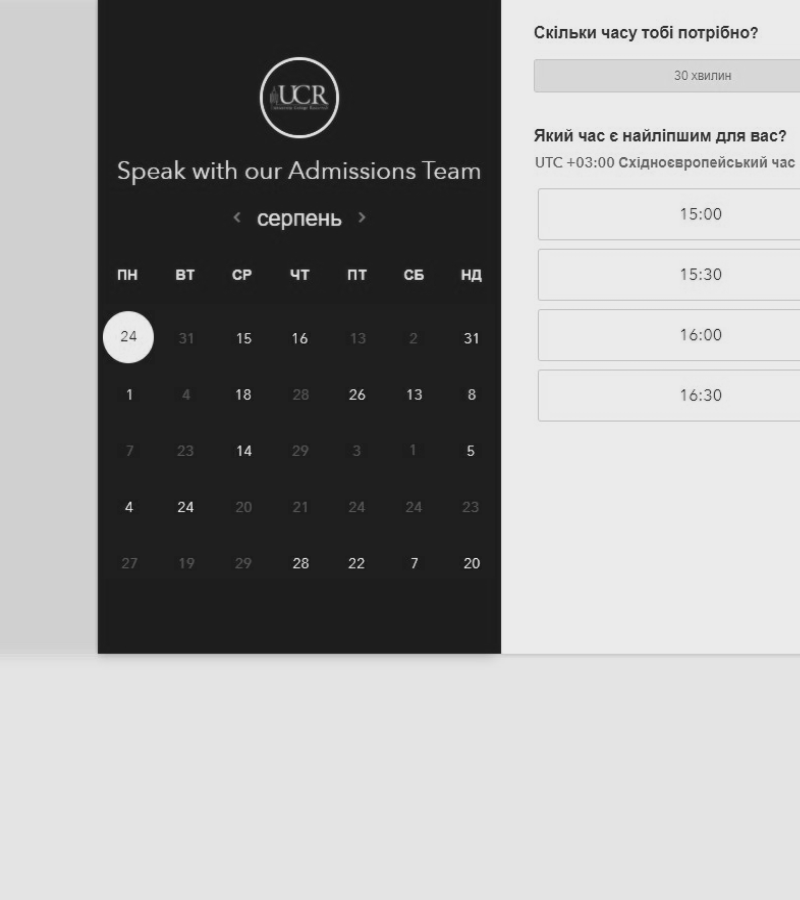 UCR
Speak with our Admissions Team
серпень
ПН ВТ СР ЧТ ПТ СБ НД
24 31 15 16 13 2 31
1 4 18 28 26 13 8
7 23 14 29 3 1 5
4 24 20 21 24 24 23
27 19 29 28 22 7 20
Скільки часу тобі потрібно?
30 хвилин
Який час є найліпшим для вас?
UTC +03:00 Східноєвропейський час
15:00
15:30
16:00
16:30